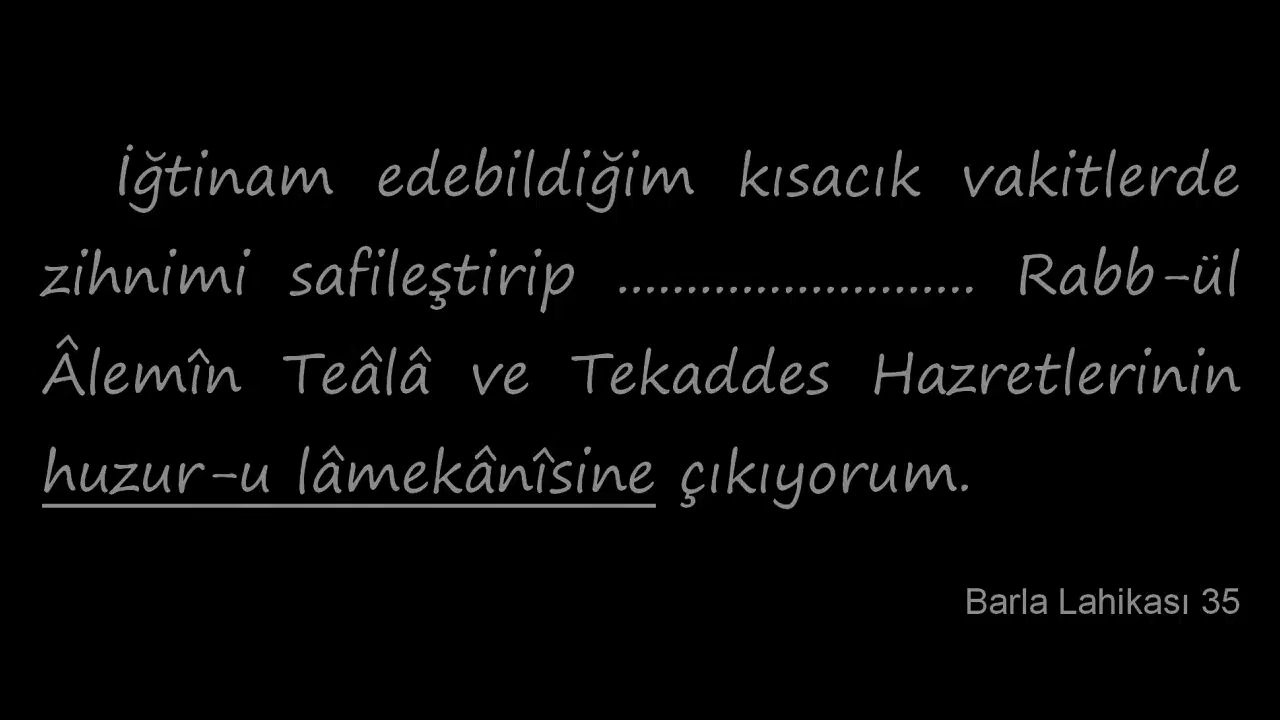 İğtinam edebildiğim kısacık vakitlerde
zihnimi safileştirip .......................... Rabb-ül
Âlemîn Teâlâ ve Tekaddes Hazretlerinin
huzur-u lâmekânîsine çıkıyorum.
Barla Lahikası 35